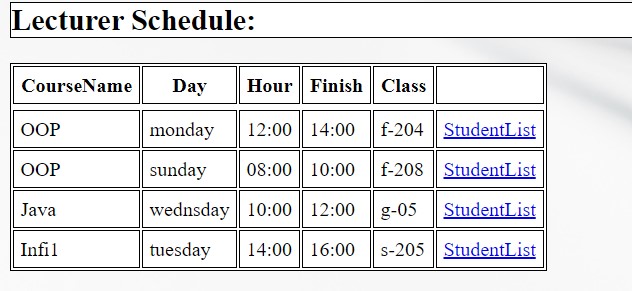 Lecturer Schedule:
CourseName Day Hour Finish Class
OOP monday 12:00 14:00 f-204 StudentList
OOP sunday 08:00 10:00 f-208 StudentList
Java wednsday 10:00 12:00 g-05 StudentList
Infi1 tuesday 14:00 16:00 s-205 StudentList